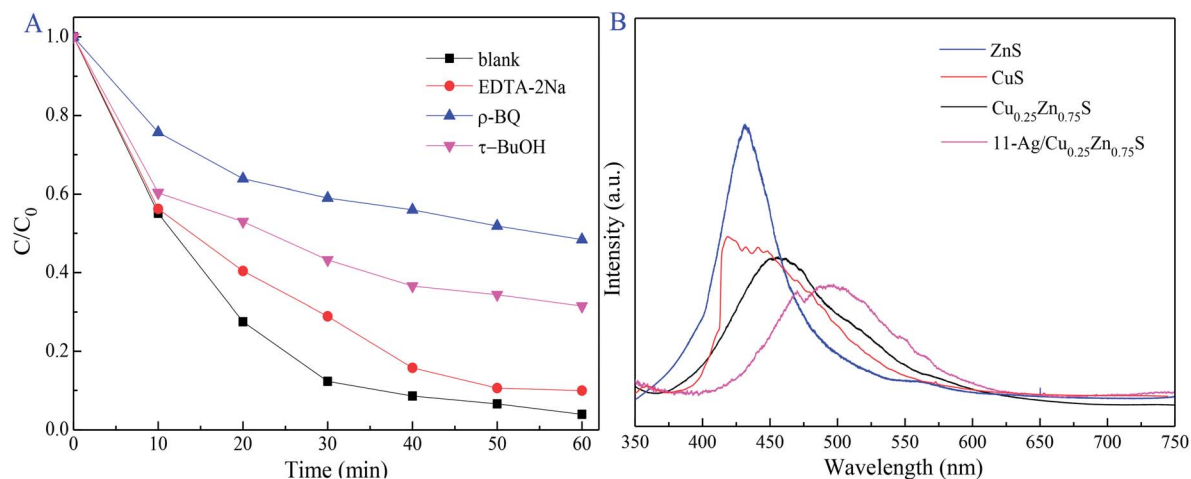 A
1.0
0.8
0.6
0.4
0.2
0.0
C/C₀
blank
EDTA-2Na
ρ-BQ
τ-BuOH
0 10 20 30 40 50 60
Time (min)
B
ZnS
CuS
Cu₀.₂₅Zn₀.₇₅S
11-Ag/Cu₀.₂₅Zn₀.₇₅S
Intensity (a.u.)
350 400 450 500 550 600 650 700 750
Wavelength (nm)